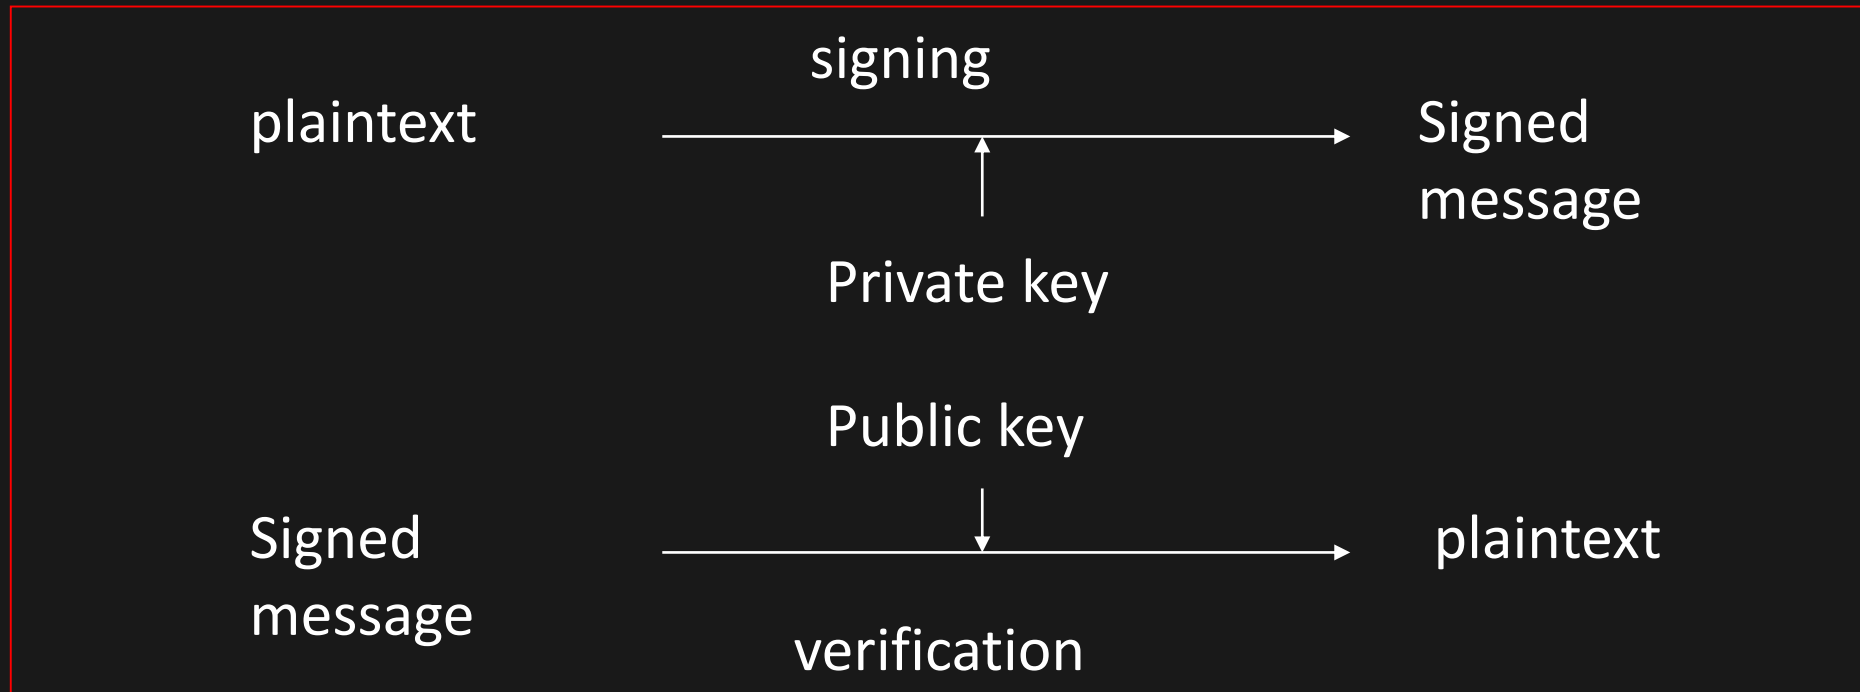 signing
plaintext
Signed
message
Private key
Public key
Signed
message
plaintext
verification